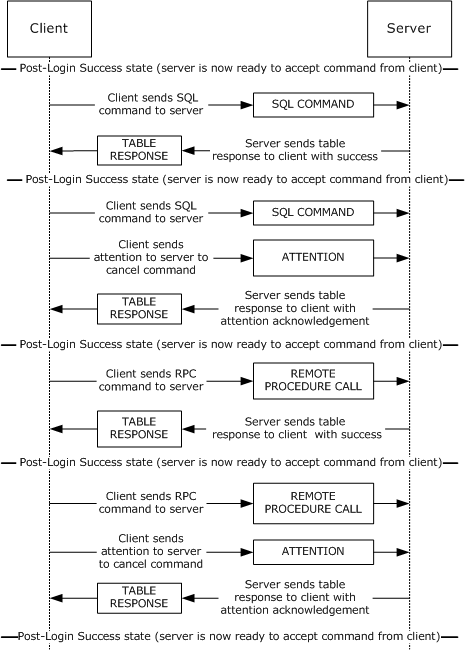 Client
Server
Post-Login Success state (server is now ready to accept command from client)
Client sends SQL
command to server
SQL COMMAND
TABLE
RESPONSE
Server sends table
response to client with success
Post-Login Success state (server is now ready to accept command from client)
Client sends SQL
command to server
SQL COMMAND
Client sends
attention to server to
cancel command
ATTENTION
TABLE
RESPONSE
Server sends table
response to client with
attention acknowledgement
Post-Login Success state (server is now ready to accept command from client)
Client sends RPC
command to server
REMOTE
PROCEDURE CALL
TABLE
RESPONSE
Server sends table
response to client with success
Post-Login Success state (server is now ready to accept command from client)
Client sends RPC
command to server
REMOTE
PROCEDURE CALL
Client sends
attention to server
to cancel command
ATTENTION
TABLE
RESPONSE
Server sends table
response to client with
attention acknowledgement
Post-Login Success state (server is now ready to accept command from client)